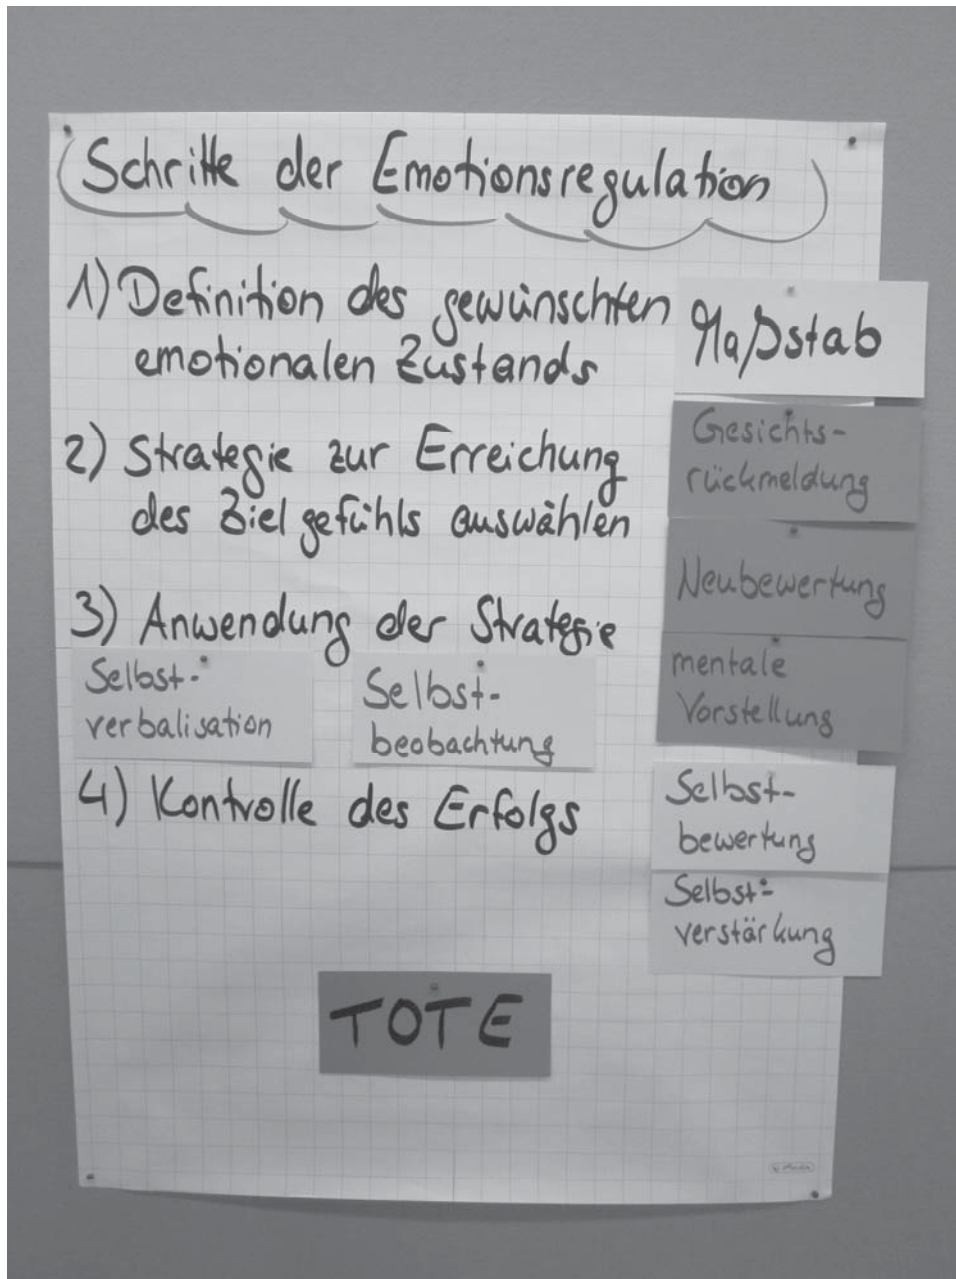 Schritte der Emotionsregulation
1) Definition des gewünschten
emotionalen Zustands
Maßstab
2) Strategie zur Erreichung
des Zielgefühls auswählen
Gesichts-
rückmeldung
Neubewertung
mentale
Vorstellung
3) Anwendung der Strategie
Selbst-
verbalisation
Selbst-
beobachtung
4) Kontrolle des Erfolgs
Selbst-
bewertung
Selbst-
verstärkung
TOTE